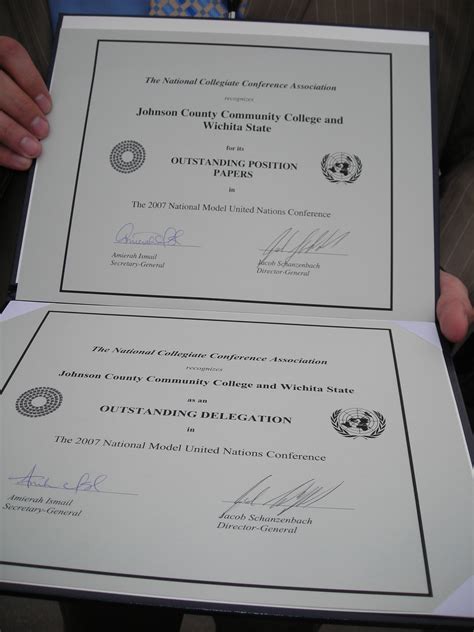 The National Collegiate Conference Association
recognizes
Johnson County Community College and
Wichita State
for its
OUTSTANDING POSITION
PAPERS
in
The 2007 National Model United Nations Conference
Amierah Ismail
Secretary-General
Jacob Schanzenbach
Director-General
The National Collegiate Conference Association
recognizes
Johnson County Community College and Wichita State
as an
OUTSTANDING DELEGATION
in
The 2007 National Model United Nations Conference
Amierah Ismail
Secretary-General
Jacob Schanzenbach
Director-General